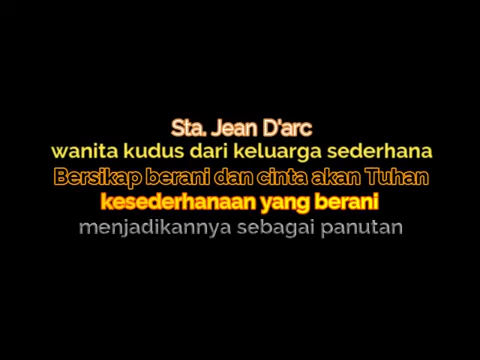 Sta. Jean D'arc
wanita kudus dari keluarga sederhana
Bersikap berani dan cinta akan Tuhan
kesederhanaan yang berani
menjadikannya sebagai panutan